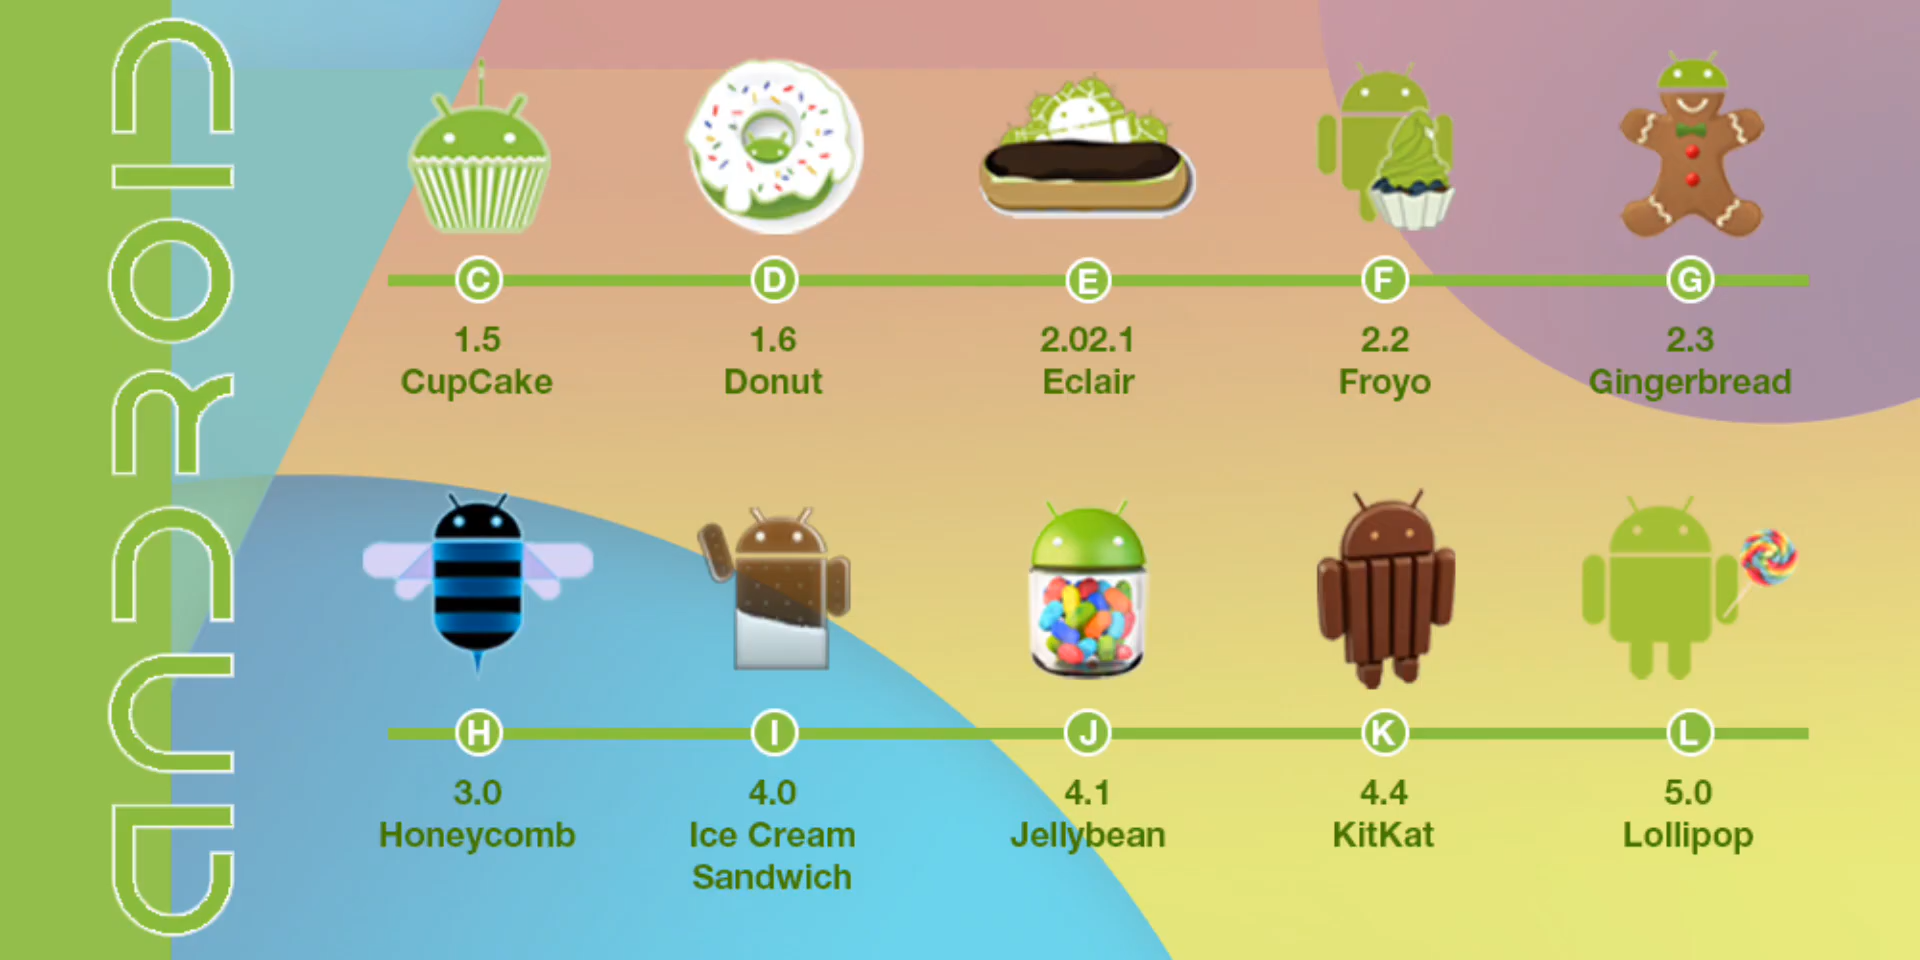 ANDROID
C
D
E
F
G
1.5
1.6
2.02.1
2.2
2.3
CupCake
Donut
Eclair
Froyo
Gingerbread
H
I
J
K
L
3.0
4.0
4.1
4.4
5.0
Honeycomb
Ice Cream
Sandwich
Jellybean
KitKat
Lollipop